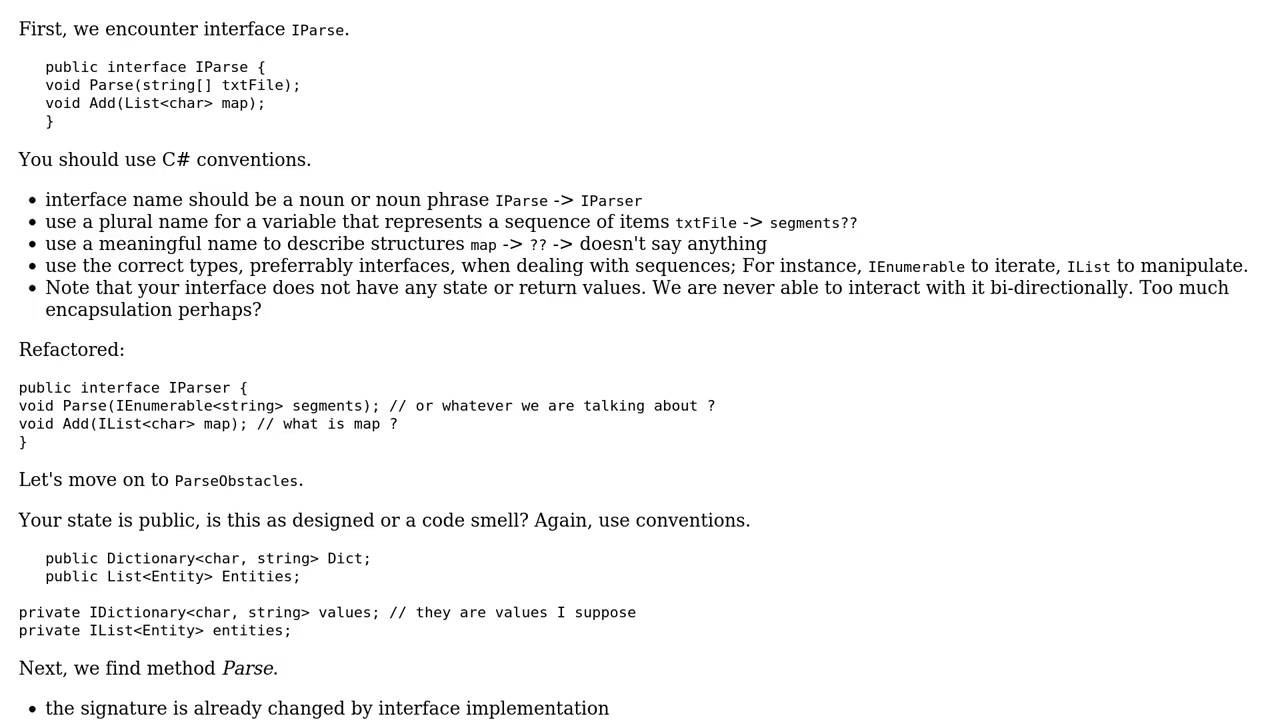 First, we encounter interface IParse.
public interface IParse {
void Parse(string[] txtFile);
void Add(List<char> map);
}
You should use C# conventions.
• interface name should be a noun or noun phrase IParse -> IParser
• use a plural name for a variable that represents a sequence of items txtFile -> segments??
• use a meaningful name to describe structures map -> ?? -> doesn't say anything
• use the correct types, preferrably interfaces, when dealing with sequences; For instance, IEnumerable to iterate, IList to manipulate.
• Note that your interface does not have any state or return values. We are never able to interact with it bi-directionally. Too much
encapsulation perhaps?
Refactored:
public interface IParser {
void Parse(IEnumerable<string> segments); // or whatever we are talking about ?
void Add(IList<char> map); // what is map ?
}
Let's move on to ParseObstacles.
Your state is public, is this as designed or a code smell? Again, use conventions.
public Dictionary<char, string> Dict;
public List<Entity> Entities;
private IDictionary<char, string> values; // they are values I suppose
private IList<Entity> entities;
Next, we find method Parse.
• the signature is already changed by interface implementation